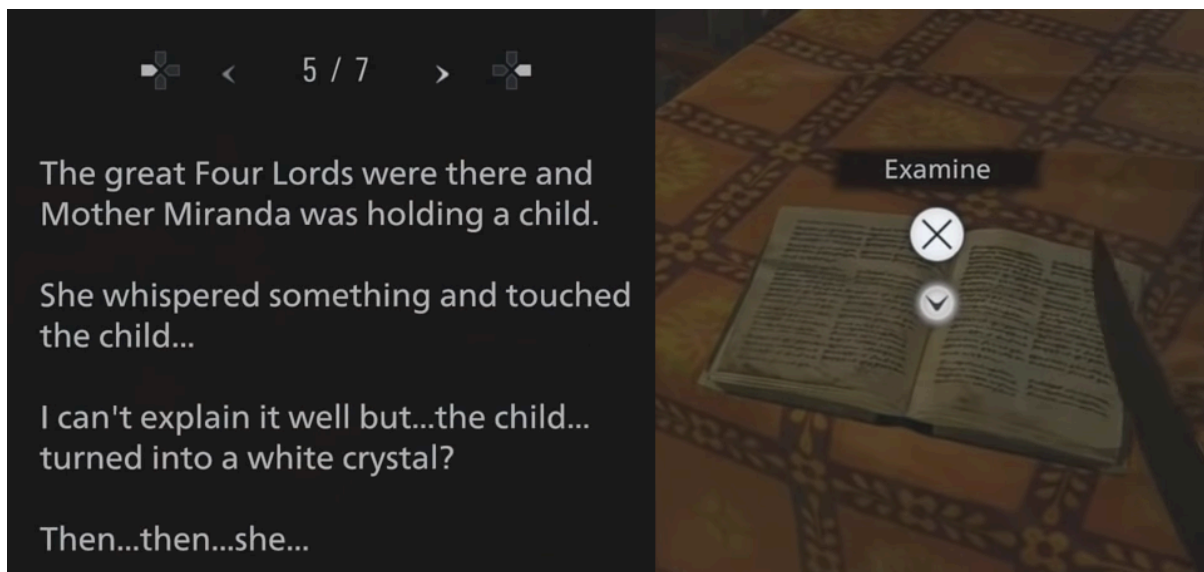 5 / 7
The great Four Lords were there and
Mother Miranda was holding a child.
She whispered something and touched
the child...
I can't explain it well but...the child...
turned into a white crystal?
Then...then...she...
Examine